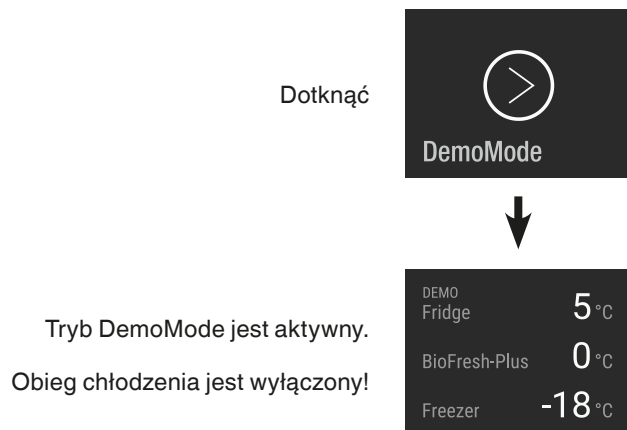 Dotknąć
DemoMode
DEMO
Fridge 5 °C
Tryb DemoMode jest aktywny.
BioFresh-Plus 0 °C
Obieg chłodzenia jest wyłączony!
Freezer -18 °C